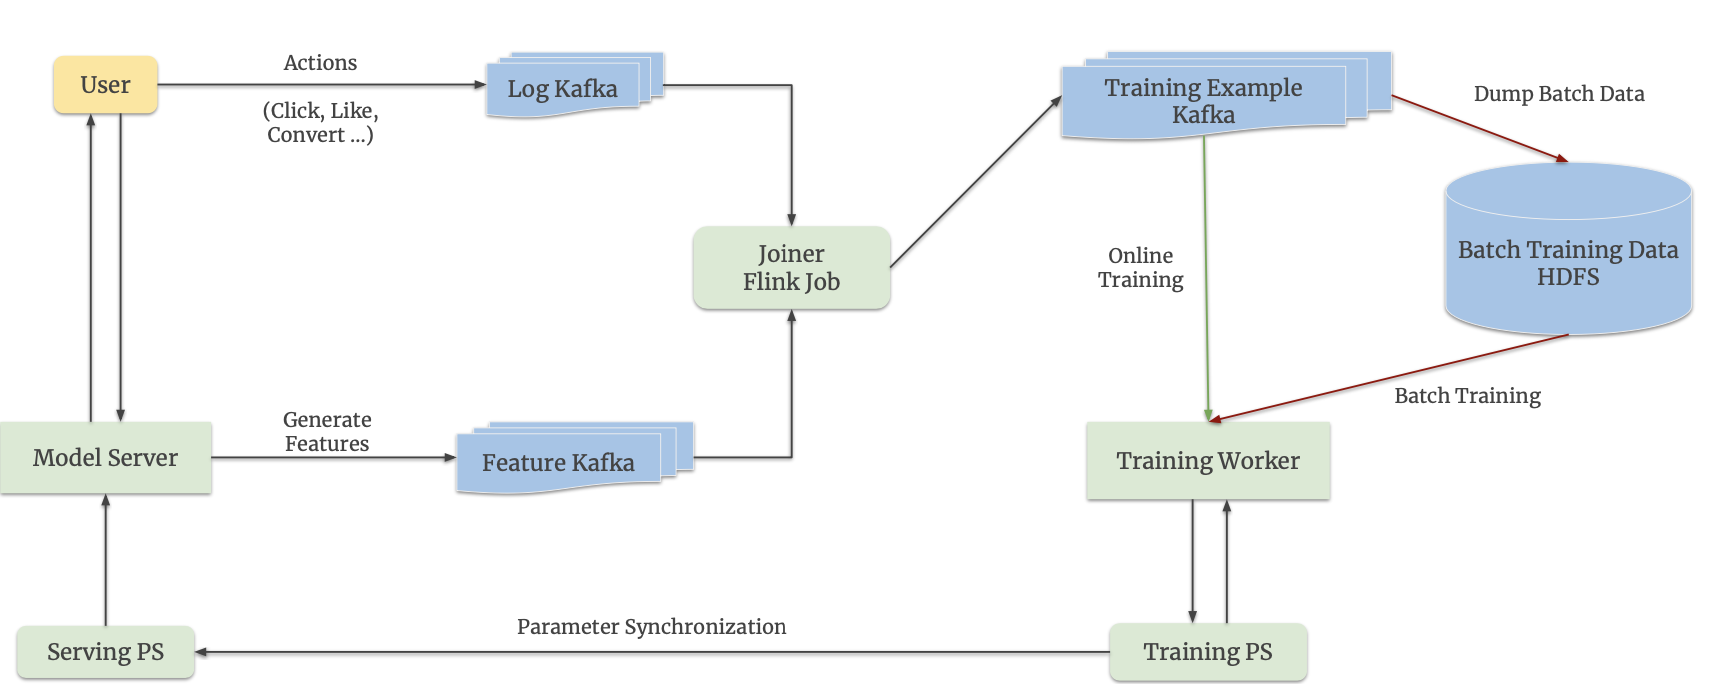 User
Actions
(Click, Like,
Convert ...)
Log Kafka
Training Example
Kafka
Dump Batch Data
Joiner
Flink Job
Online
Training
Batch Training Data
HDFS
Batch Training
Model Server
Generate
Features
Feature Kafka
Training Worker
Serving PS
Parameter Synchronization
Training PS